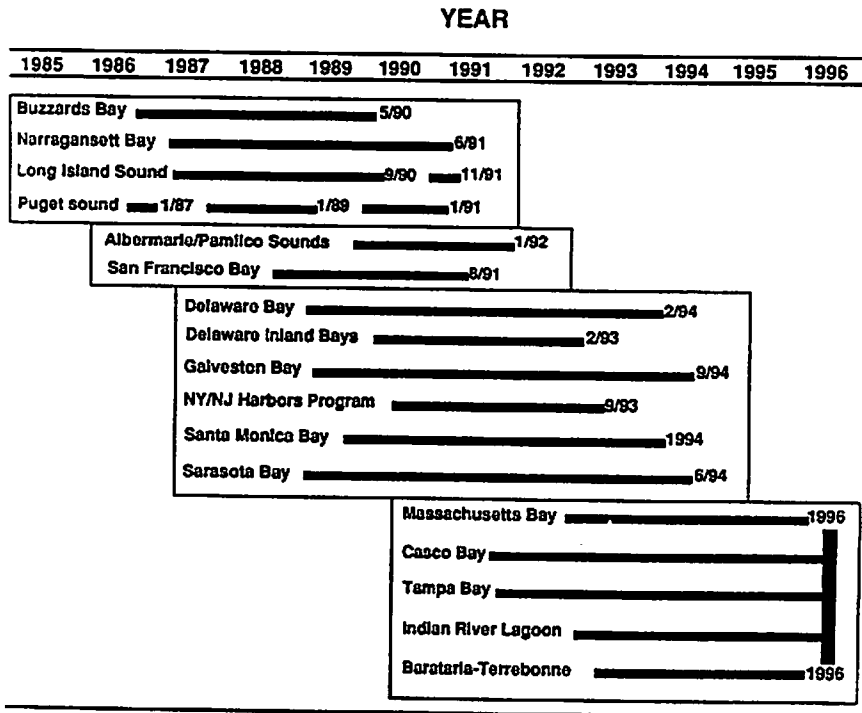 YEAR
1985 1986 1987 1988 1989 1990 1991 1992 1993 1994 1995 1996
Buzzards Bay 5/90
Narragansett Bay 6/91
Long Island Sound 9/90 11/91
Puget sound 1/87 1/89 1/91
Albermarle/Pamlico Sounds 1/92
San Francisco Bay 8/91
Delaware Bay 2/94
Delaware Inland Bays 2/93
Galveston Bay 9/94
NY/NJ Harbors Program 9/93
Santa Monica Bay 1994
Sarasota Bay 6/94
Massachusetts Bay 1996
Casco Bay
Tampa Bay
Indian River Lagoon
Barataria-Terrebonne 1996